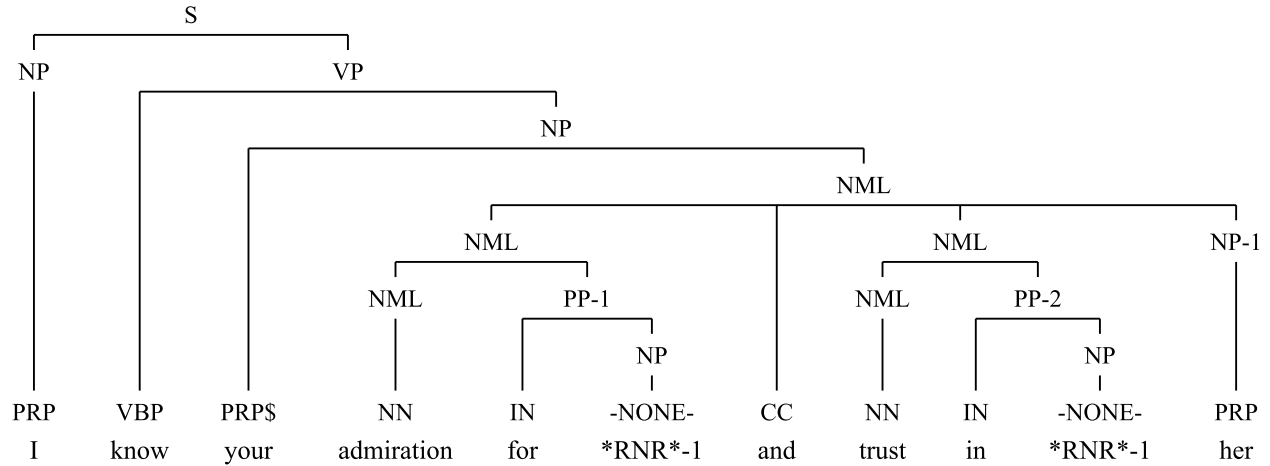 S
NP VP
NP
NML
NML NML NP-1
NML PP-1 NML PP-2
NP NP
PRP VBP PRP$ NN IN -NONE- CC NN IN -NONE- PRP
I know your admiration for *RNR*-1 and trust in *RNR*-1 her